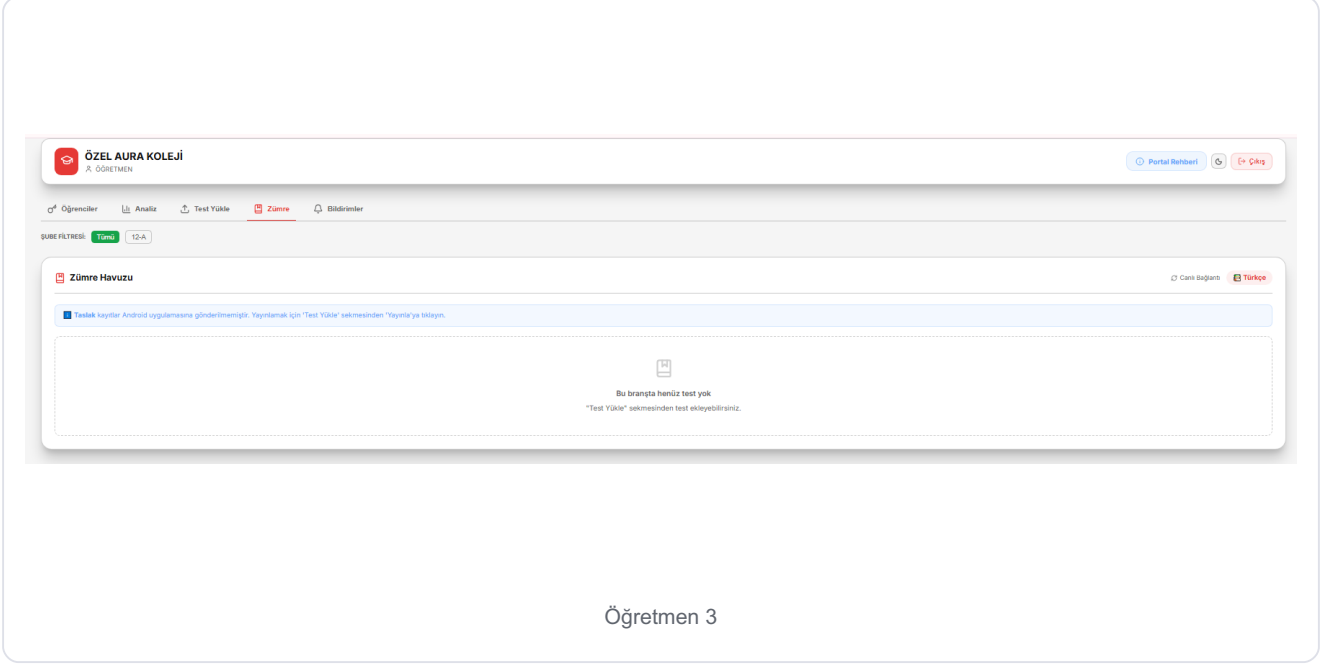 ÖZEL AURA KOLEJİ
ÖĞRETMEN
Portal Rehberi
Çıkış
Öğrenciler Analiz Test Yükle Zümre Bildirimler
ŞUBE FİLTRESİ: Tümü 12-A
Zümre Havuzu
Canlı Bağlantı Türkçe
Taslak kayıtlar Android uygulamasına gönderilmemiştir. Yayınlamak için 'Test Yükle' sekmesinden 'Yayınla'ya tıklayın.
Bu branşta henüz test yok
"Test Yükle" sekmesinden test ekleyebilirsiniz.
Öğretmen 3